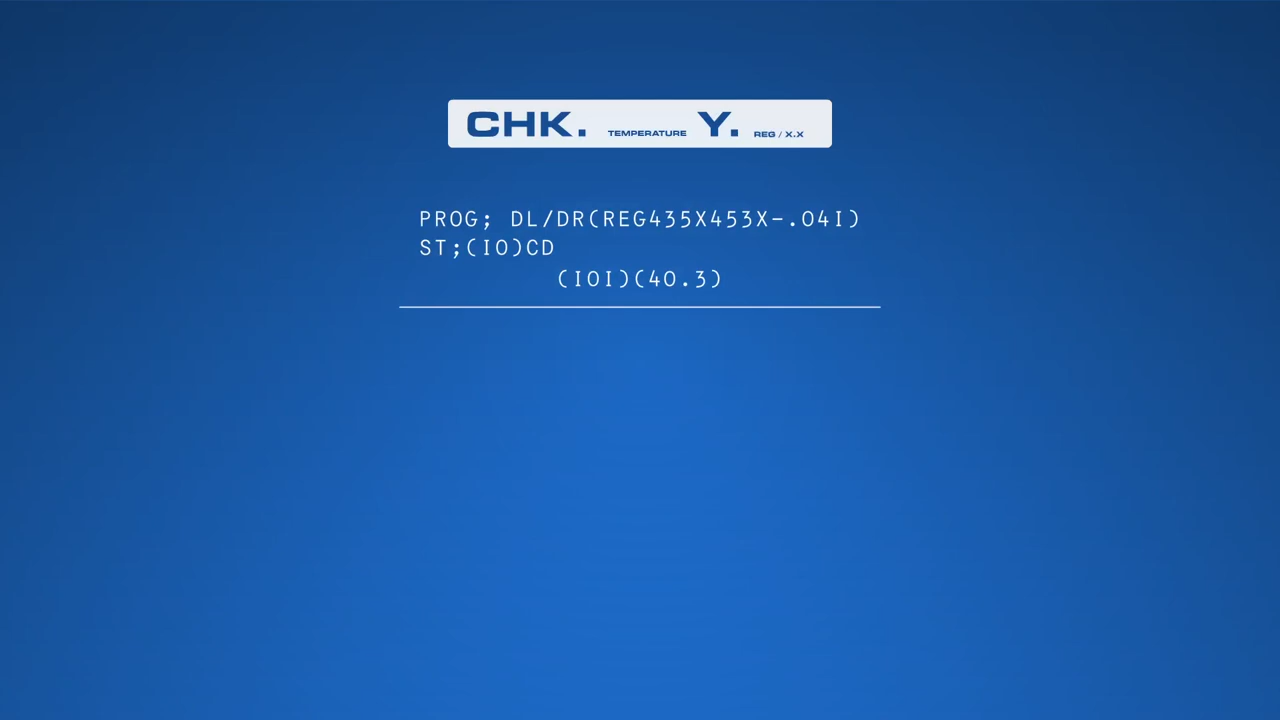 CHK. TEMPERATURE Y. REG / X.X
PROG; DL/DR(REG435X453X-.04I)
ST;(IO)CD
(IOI)(40.3)